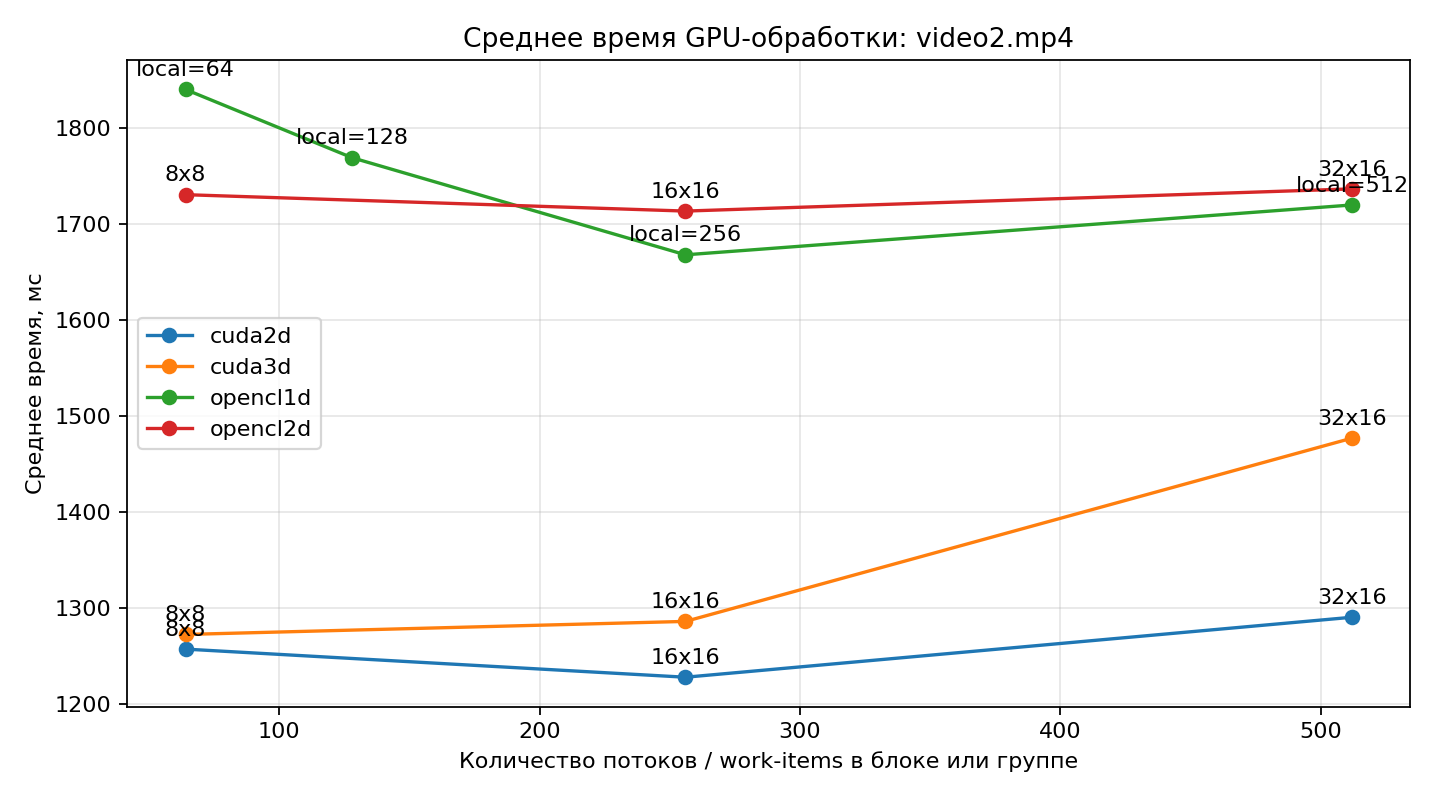 Среднее время GPU-обработки: video2.mp4
local=64
local=128
8x8
16x16
32x16
local=512
local=256
1800
1700
1600
1500
1400
1300
1200
Среднее время, мс
cuda2d
cuda3d
opencl1d
opencl2d
32x16
8x8
8x8
16x16
32x16
16x16
100
200
300
400
500
Количество потоков / work-items в блоке или группе